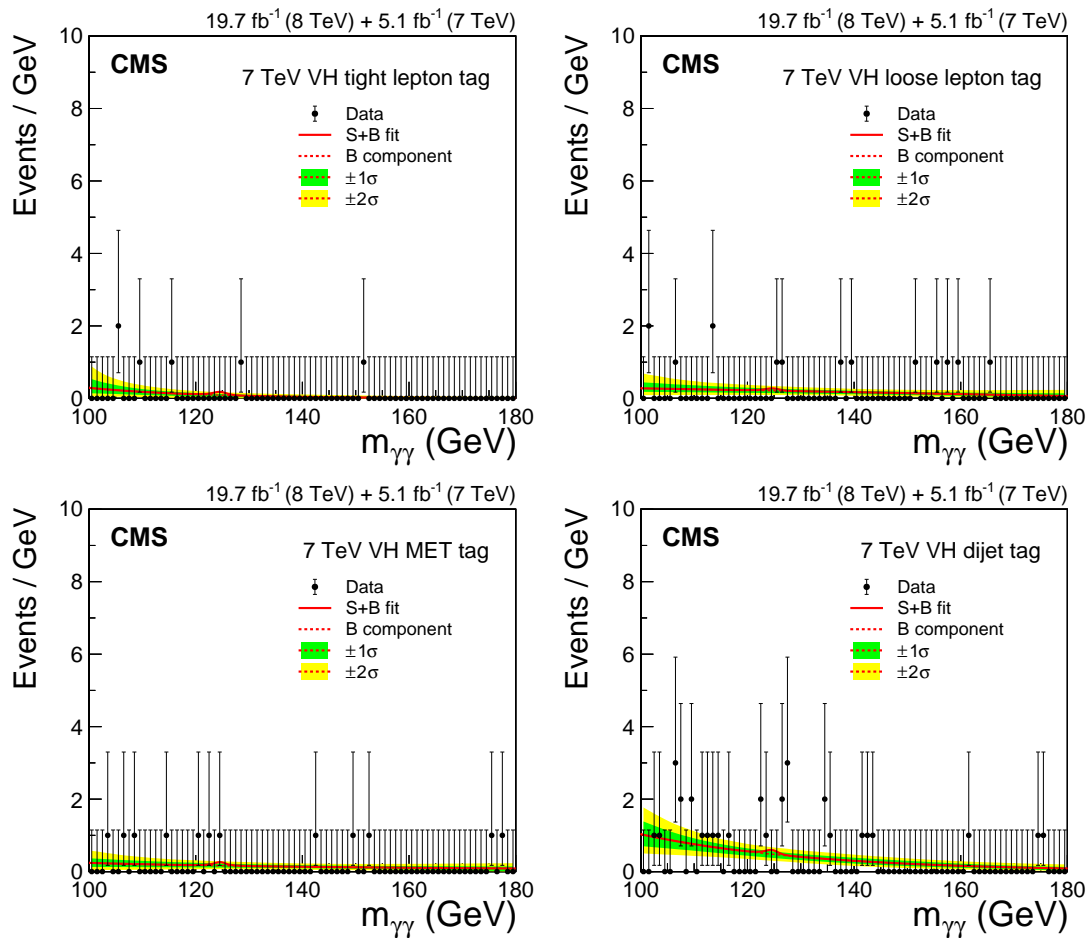 19.7 fb⁻¹ (8 TeV) + 5.1 fb⁻¹ (7 TeV)
Events / GeV
10
8
6
4
2
0
CMS
7 TeV VH tight lepton tag
Data
S+B fit
B component
±1σ
±2σ
100 120 140 160 180
mγγ (GeV)
19.7 fb⁻¹ (8 TeV) + 5.1 fb⁻¹ (7 TeV)
Events / GeV
10
8
6
4
2
0
CMS
7 TeV VH loose lepton tag
Data
S+B fit
B component
±1σ
±2σ
100 120 140 160 180
mγγ (GeV)
19.7 fb⁻¹ (8 TeV) + 5.1 fb⁻¹ (7 TeV)
Events / GeV
10
8
6
4
2
0
CMS
7 TeV VH MET tag
Data
S+B fit
B component
±1σ
±2σ
100 120 140 160 180
mγγ (GeV)
19.7 fb⁻¹ (8 TeV) + 5.1 fb⁻¹ (7 TeV)
Events / GeV
10
8
6
4
2
0
CMS
7 TeV VH dijet tag
Data
S+B fit
B component
±1σ
±2σ
100 120 140 160 180
mγγ (GeV)